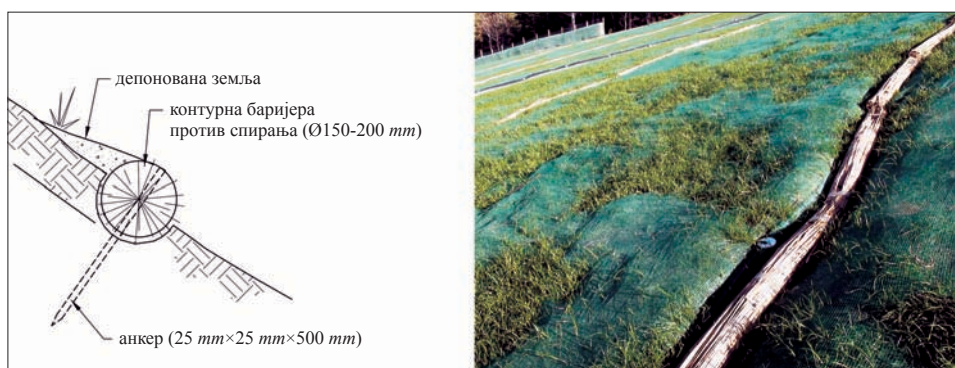 депонована земља
контурна баријера
против спирања (Ø150-200 mm)
анкер (25 mm×25 mm×500 mm)